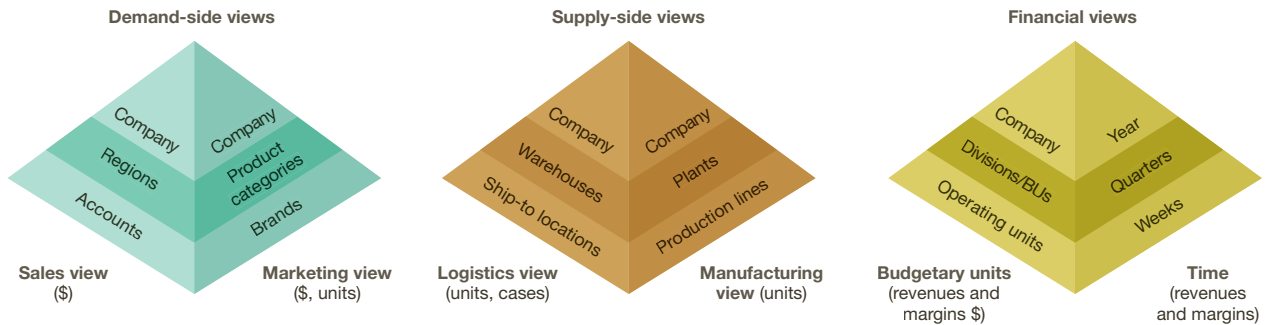 Demand-side views
Company
Company
Regions
Product
categories
Accounts
Brands
Sales view
($)
Marketing view
($, units)
Supply-side views
Company
Company
Warehouses
Plants
Ship-to locations
Production lines
Logistics view
(units, cases)
Manufacturing
view (units)
Financial views
Company
Year
Divisions/BUs
Quarters
Operating units
Weeks
Budgetary units
(revenues and
margins $)
Time
(revenues
and margins)